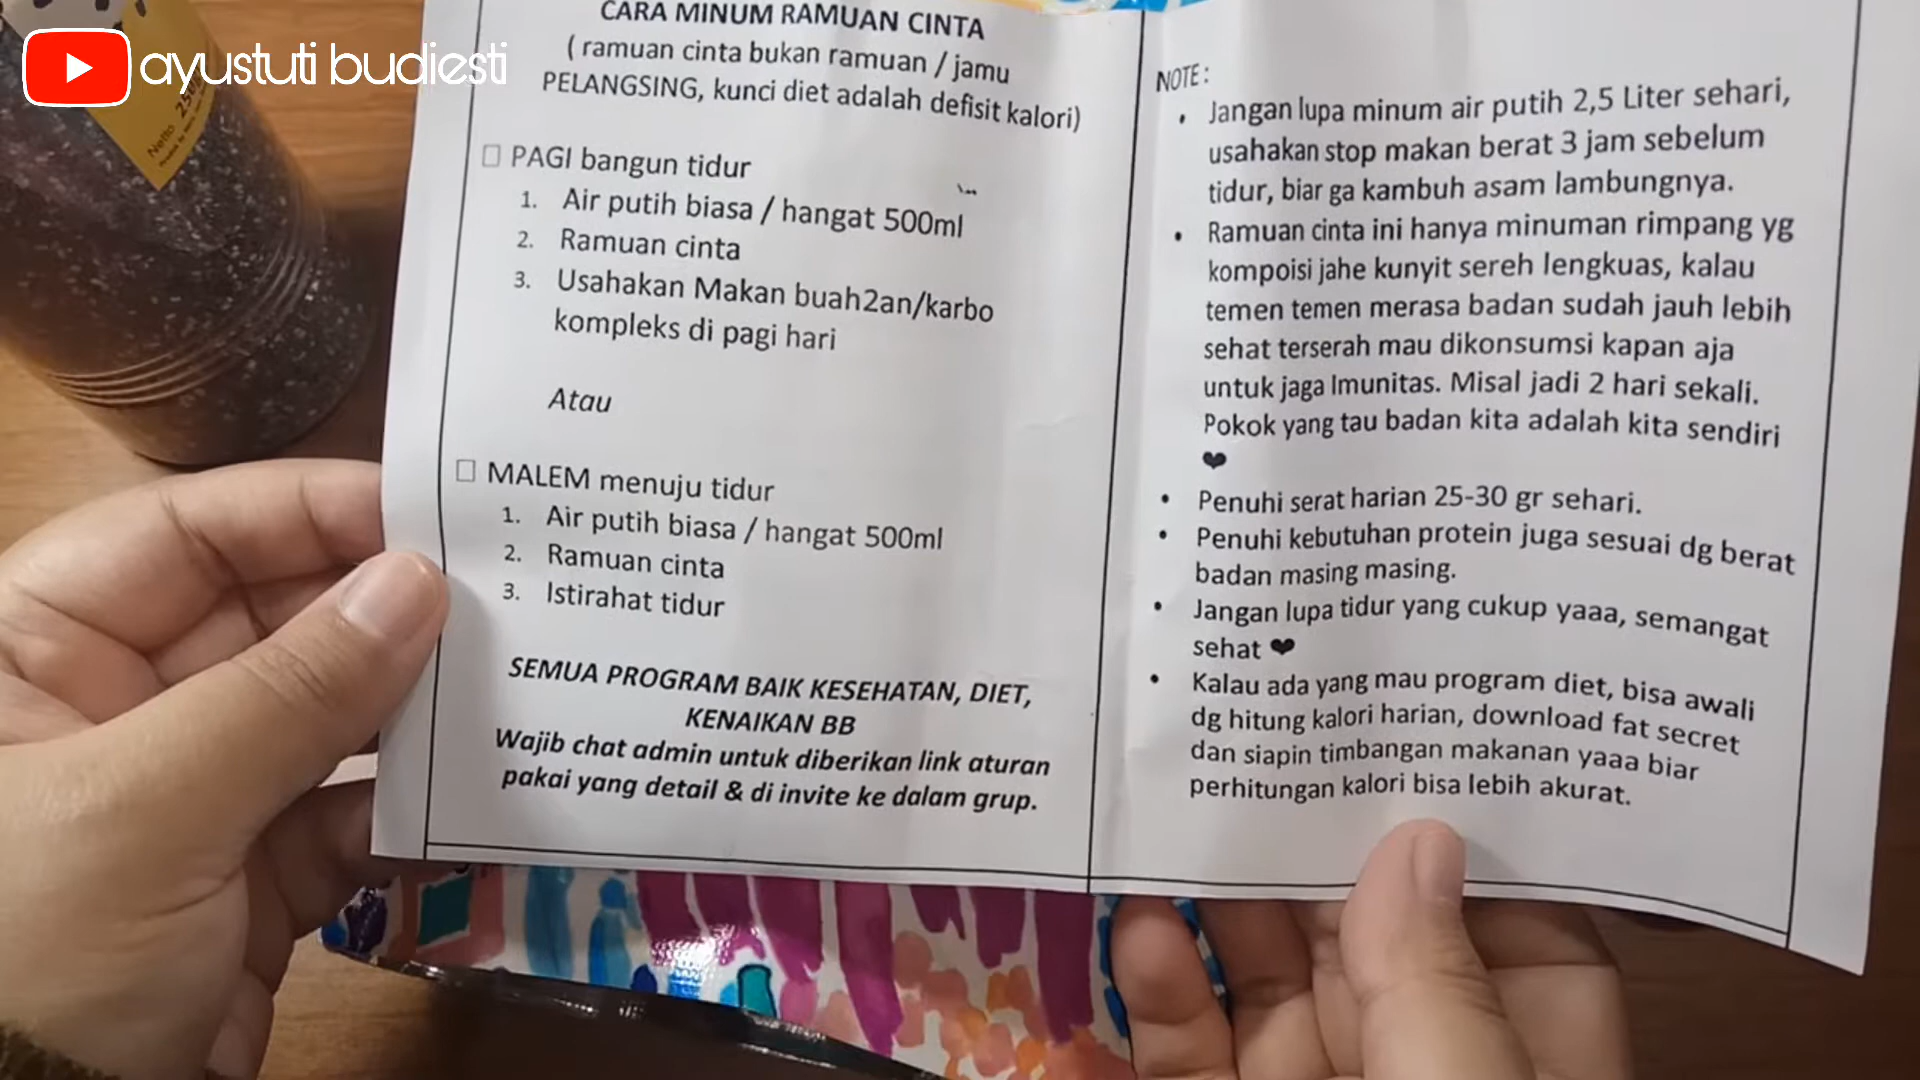 ayustuti budiesti
Netto 250
CARA MINUM RAMUAN CINTA
( ramuan cinta bukan ramuan / jamu
PELANGSING, kunci diet adalah defisit kalori)
PAGI bangun tidur
1. Air putih biasa / hangat 500ml
2. Ramuan cinta
3. Usahakan Makan buah2an/karbo
kompleks di pagi hari
Atau
MALEM menuju tidur
1. Air putih biasa / hangat 500ml
2. Ramuan cinta
3. Istirahat tidur
SEMUA PROGRAM BAIK KESEHATAN, DIET,
KENAIKAN BB
Wajib chat admin untuk diberikan link aturan
pakai yang detail & di invite ke dalam grup.
NOTE :
• Jangan lupa minum air putih 2,5 Liter sehari,
usahakan stop makan berat 3 jam sebelum
tidur, biar ga kambuh asam lambungnya.
• Ramuan cinta ini hanya minuman rimpang yg
kompoisi jahe kunyit sereh lengkuas, kalau
temen temen merasa badan sudah jauh lebih
sehat terserah mau dikonsumsi kapan aja
untuk jaga Imunitas. Misal jadi 2 hari sekali.
Pokok yang tau badan kita adalah kita sendiri
❤
• Penuhi serat harian 25-30 gr sehari.
• Penuhi kebutuhan protein juga sesuai dg berat
badan masing masing.
• Jangan lupa tidur yang cukup yaaa, semangat
sehat ❤
• Kalau ada yang mau program diet, bisa awali
dg hitung kalori harian, download fat secret
dan siapin timbangan makanan yaaa biar
perhitungan kalori bisa lebih akurat.